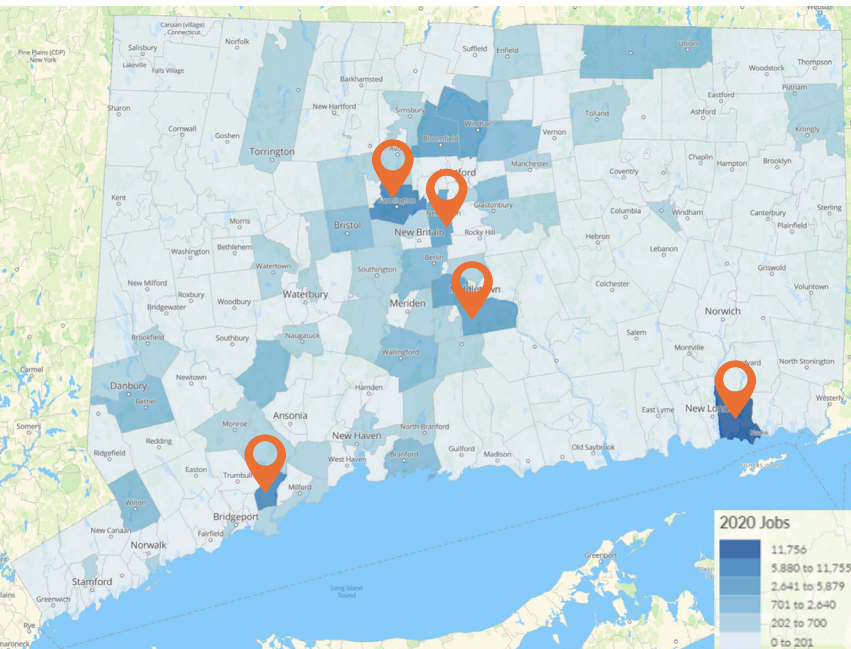 Canaan (village)
Connecticut
Webster
Pine Plains (CDP)
New York
Salisbury
Norfolk
Suffield
Enfield
Union
Lakeville
Falls Village
Woodstock
Thompson
Barkhamsted
Putnam
Sharon
New Hartford
Simsbury
Tolland
Ashford
Windsor
Killingly
Cornwall
Goshen
Bloomfield
Vernon
Torrington
Manchester
Chaplin
Hampton
Brooklyn
Coventry
Kent
Farmington
Glastonbury
Sterling
Columbia
Windham
Canterbury
Morris
Bristol
New Britain
Rocky Hill
Plainfield
Hebron
Washington
Bethlehem
Lebanon
Berlin
Watertown
Southington
Griswold
New Milford
Colchester
Voluntown
Roxbury
Woodbury
Waterbury
Bridgewater
Meriden
Norwich
Brookfield
Southbury
Naugatuck
Salem
Wallingford
Montville
Carmel
North Stonington
Newtown
Danbury
Hamden
Bethel
Westerly
Ansonia
East Lyme
Somers
Monroe
North Branford
New Haven
Redding
Old Saybrook
Ridgefield
Branford
Guilford
Madison
West Haven
Easton
Trumbull
Milford
Wilton
Bridgeport
New Canaan
Fairfield
Norwalk
Greenport
Stamford
Long Island
Sound
Greenwich
Rye
2020 Jobs
11,756
5,880 to 11,755
2,641 to 5,879
701 to 2,640
202 to 700
0 to 201